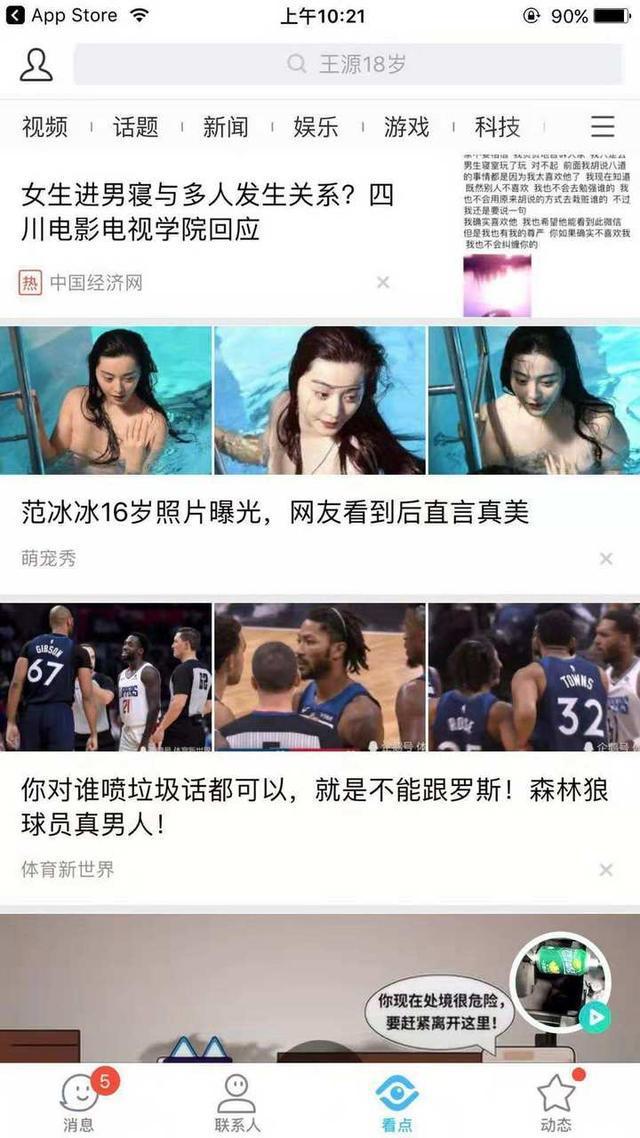 App Store
上午10:21
90%
王源18岁
视频
话题
新闻
娱乐
游戏
科技
男生寝室玩了玩 对不起 前面我胡说八道
的事情都是因为我太喜欢他了 我现在知道
既然别人不喜欢 我也不会去勉强谁的 我
也不会用原来胡说的方式去栽赃谁的 不过
我还是要说一句
我确实喜欢他 我也希望他能看到此微信
但是我也有我的尊严 你如果确实不喜欢我
我也不会纠缠你的
女生进男寝与多人发生关系？四
川电影电视学院回应
热 中国经济网
范冰冰16岁照片曝光，网友看到后直言真美
萌宠秀
GIBSON
67
CLIPPERS
21
ROSE
TOWNS
32
你对谁喷垃圾话都可以，就是不能跟罗斯！森林狼
球员真男人！
体育新世界
你现在处境很危险，
要赶紧离开这里！
5
消息
联系人
看点
动态